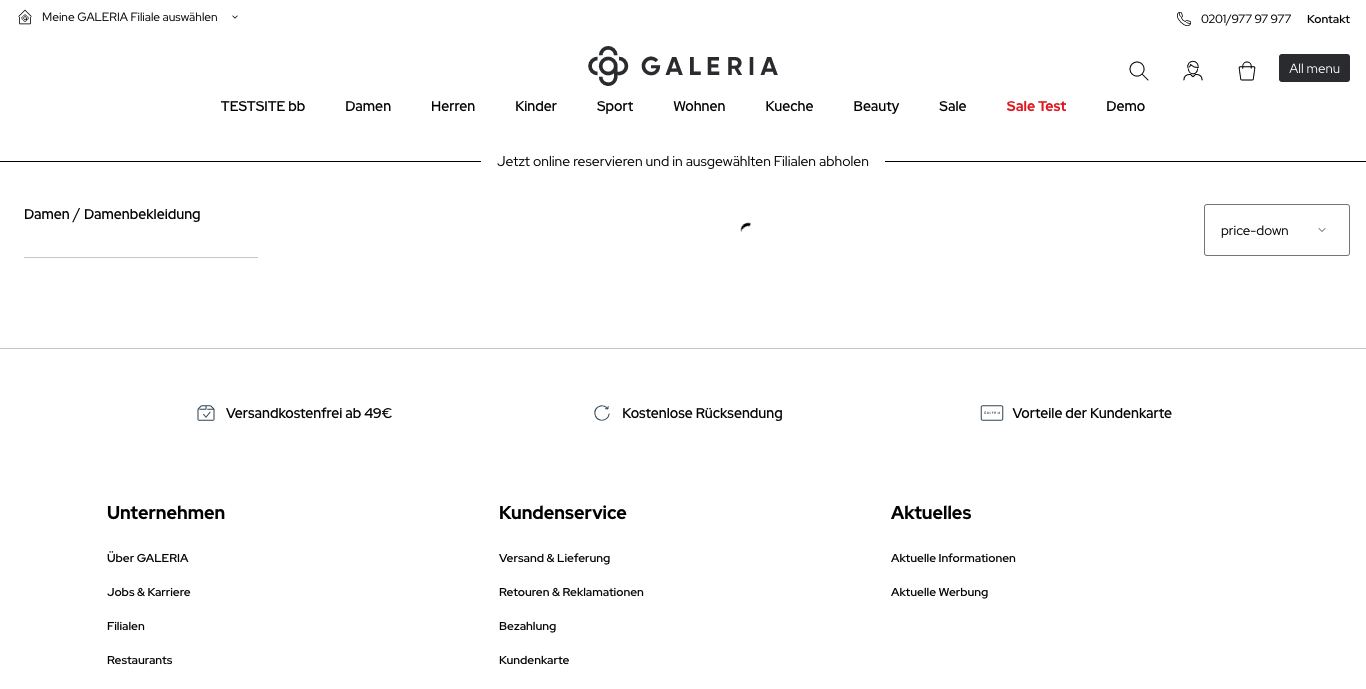 Meine GALERIA Filiale auswählen
0201/977 97 977 Kontakt
GALERIA
All menu
TESTSITE bb Damen Herren Kinder Sport Wohnen Kueche Beauty Sale Sale Test Demo
Jetzt online reservieren und in ausgewählten Filialen abholen
Damen / Damenbekleidung
price-down
Versandkostenfrei ab 49€ Kostenlose Rücksendung Vorteile der Kundenkarte
Unternehmen Kundenservice Aktuelles
Über GALERIA Versand & Lieferung Aktuelle Informationen
Jobs & Karriere Retouren & Reklamationen Aktuelle Werbung
Filialen Bezahlung
Restaurants Kundenkarte